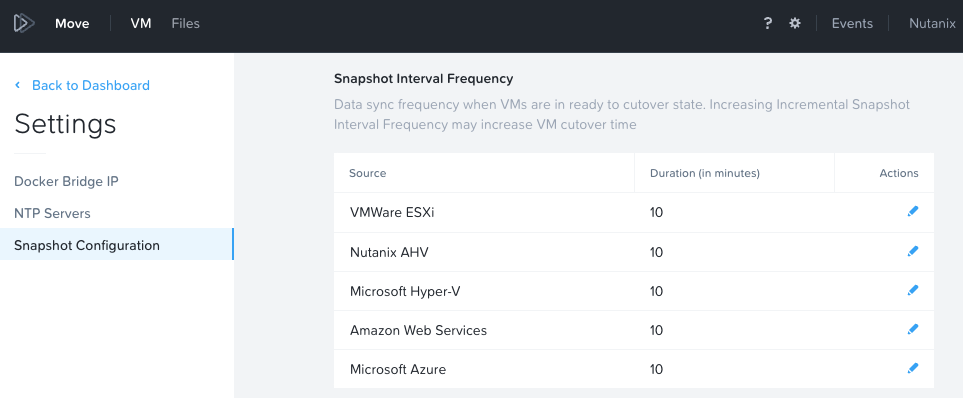 Move VM Files ? Events Nutanix
Back to Dashboard
Settings
Docker Bridge IP
NTP Servers
Snapshot Configuration
Snapshot Interval Frequency
Data sync frequency when VMs are in ready to cutover state. Increasing Incremental Snapshot
Interval Frequency may increase VM cutover time
Source Duration (in minutes) Actions
VMWare ESXi 10
Nutanix AHV 10
Microsoft Hyper-V 10
Amazon Web Services 10
Microsoft Azure 10